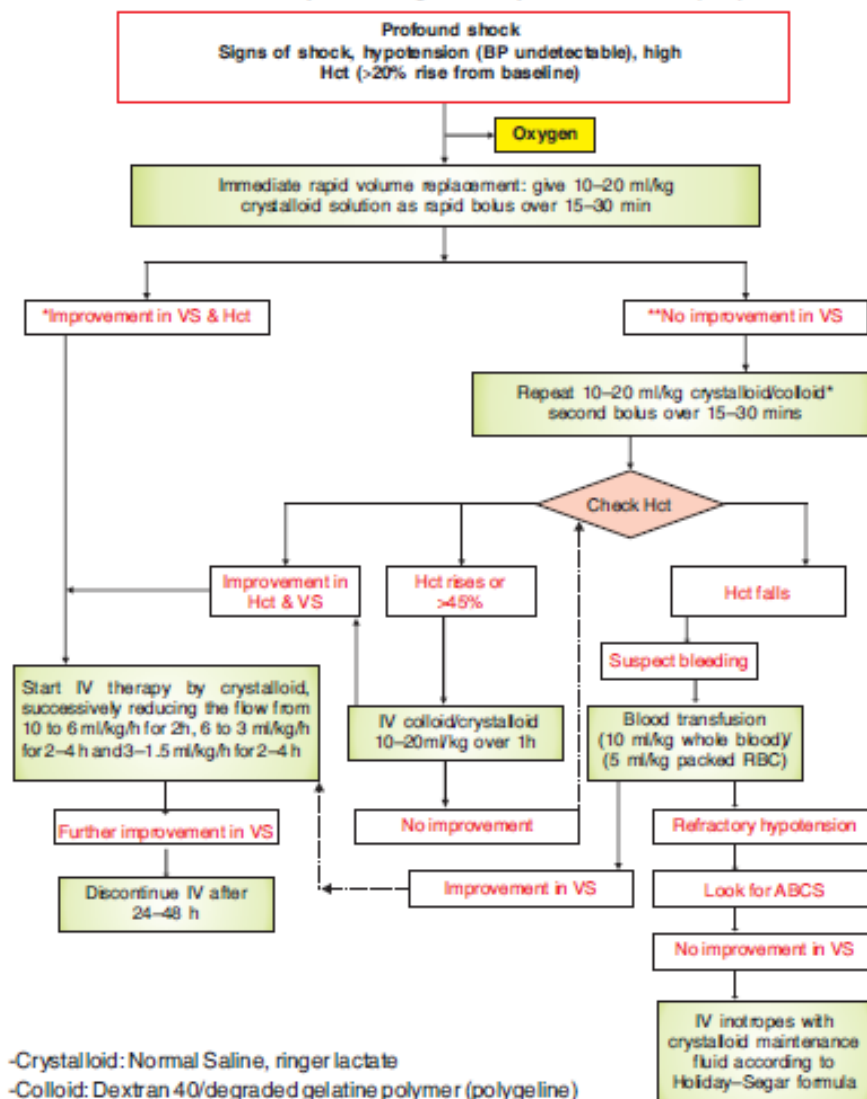 Profound shock
Signs of shock, hypotension (BP undetectable), high
Hct (>20% rise from baseline)
Oxygen
Immediate rapid volume replacement: give 10–20 ml/kg
crystalloid solution as rapid bolus over 15–30 min
*Improvement in VS & Hct
**No improvement in VS
Repeat 10–20 ml/kg crystalloid/colloid*
second bolus over 15–30 mins
Check Hct
Improvement in
Hct & VS
Hct rises or
>45%
Hct falls
Suspect bleeding
Start IV therapy by crystalloid,
successively reducing the flow from
10 to 6 ml/kg/h for 2h, 6 to 3 ml/kg/h
for 2–4 h and 3–1.5 ml/kg/h for 2–4 h
IV colloid/crystalloid
10–20ml/kg over 1h
Blood transfusion
(10 ml/kg whole blood)/
(5 ml/kg packed RBC)
Further improvement in VS
No improvement
Refractory hypotension
Discontinue IV after
24–48 h
Improvement in VS
Look for ABCS
No improvement in VS
IV inotropes with
crystalloid maintenance
fluid according to
Holiday–Segar formula
-Crystalloid: Normal Saline, ringer lactate
-Colloid: Dextran 40/degraded gelatine polymer (polygeline)